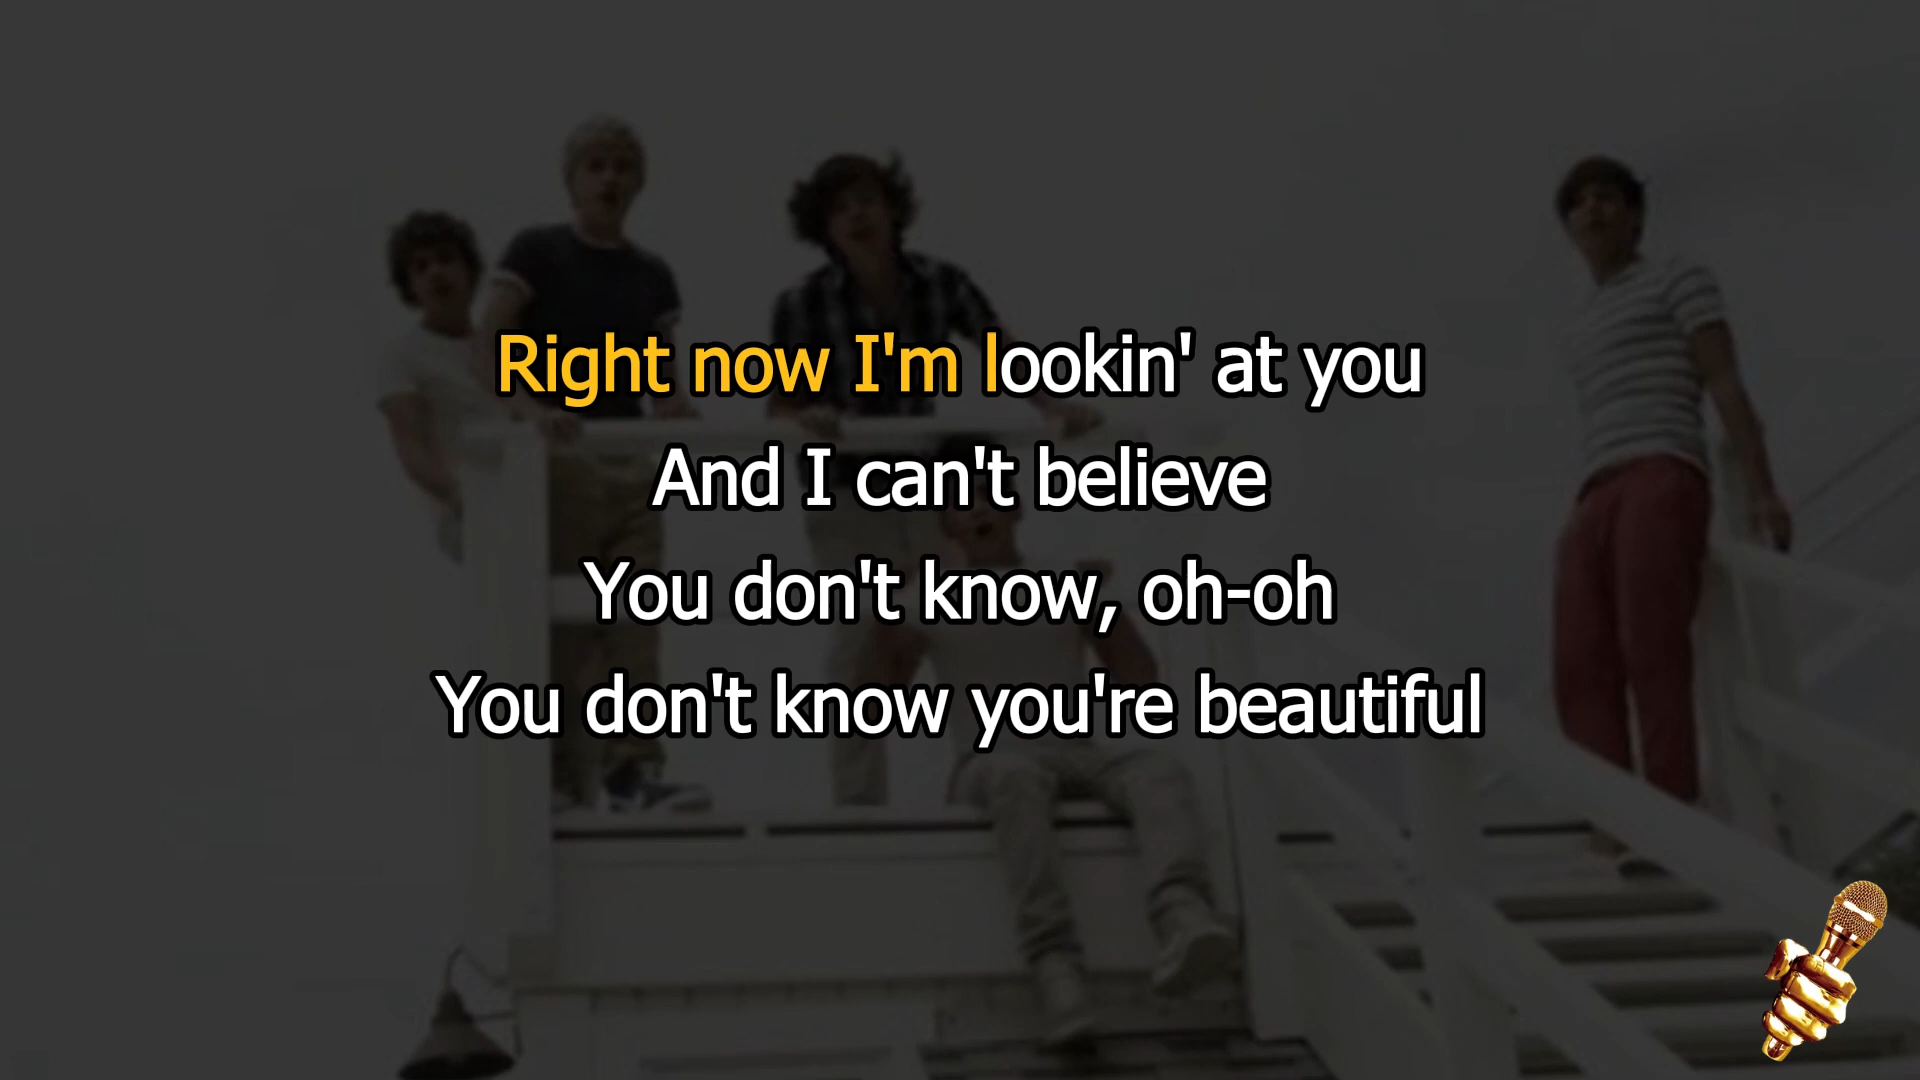 Right now I'm lookin' at you
And I can't believe
You don't know, oh-oh
You don't know you're beautiful